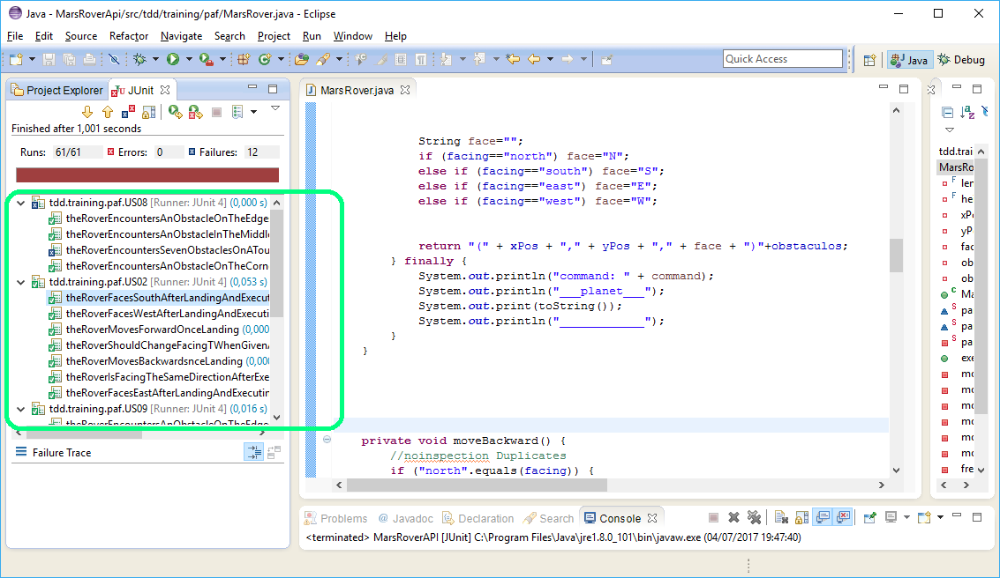 Java - MarsRoverApi/src/tdd/training/paf/MarsRover.java - Eclipse
File Edit Source Refactor Navigate Search Project Run Window Help
Quick Access
Java
Debug
Project Explorer
JUnit
Finished after 1,001 seconds
Runs: 61/61 Errors: 0 Failures: 12
tdd.training.paf.US08 [Runner: JUnit 4] (0,000 s)
theRoverEncountersAnObstacleOnTheEdge
theRoverEncountersAnObstacleInTheMiddle
theRoverEncountersSevenObstaclesOnATou
theRoverEncountersAnObstacleOnTheCorn
tdd.training.paf.US02 [Runner: JUnit 4] (0,053 s)
theRoverFacesSouthAfterLandingAndExecut
theRoverFacesWestAfterLandingAndExecuti
theRoverMovesForwardOnceLanding (0,000
theRoverShouldChangeFacingTWhenGivenA
theRoverMovesBackwardsnceLanding (0,000
theRoverIsFacingTheSameDirectionAfterExe
theRoverFacesEastAfterLandingAndExecutin
tdd.training.paf.US09 [Runner: JUnit 4] (0,016 s)
theRoverEncountersAnObstacleOnTheEdge
Failure Trace
MarsRover.java
String face="";
if (facing=="north") face="N";
else if (facing=="south") face="S";
else if (facing=="east") face="E";
else if (facing=="west") face="W";
return "(" + xPos + "," + yPos + "," + face + ")"+obstaculos;
} finally {
System.out.println("command: " + command);
System.out.println("___planet___");
System.out.print(toString());
System.out.println("____________");
}
}
private void moveBackward() {
//noinspection Duplicates
if ("north".equals(facing)) {
tdd.trai
MarsRo
F len
F he
xPo
yPo
fac
ob
ob
C Ma
S pa
S pa
S pa
exe
mo
mo
mo
mo
mo
mo
fre
Problems
@ Javadoc
Declaration
Search
Console
<terminated> MarsRoverAPI [JUnit] C:\Program Files\Java\jre1.8.0_101\bin\javaw.exe (04/07/2017 19:47:40)